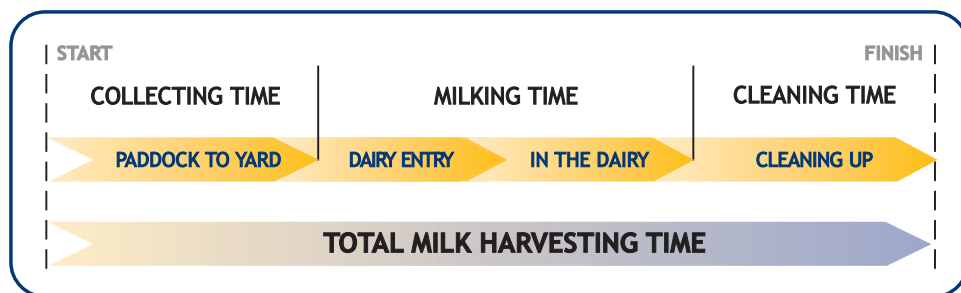 START FINISH
COLLECTING TIME MILKING TIME CLEANING TIME
PADDOCK TO YARD DAIRY ENTRY IN THE DAIRY CLEANING UP
TOTAL MILK HARVESTING TIME